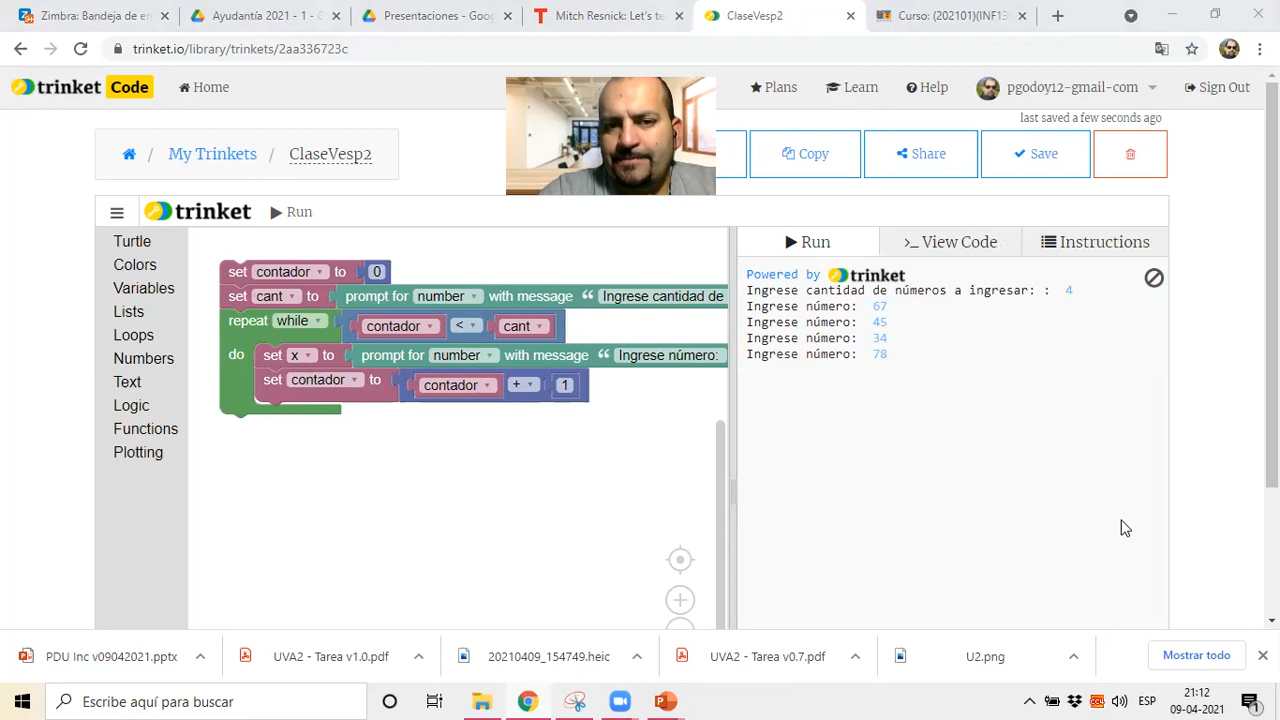 Zimbra: Bandeja de en
Ayudantía 2021 - 1 - G
Presentaciones - Goog
Mitch Resnick: Let's te
ClaseVesp2
Curso: (202101)(INF13
trinket.io/library/trinkets/2aa336723c
trinket Code
Home
Plans
Learn
Help
pgodoy12-gmail-com
Sign Out
last saved a few seconds ago
/ My Trinkets / ClaseVesp2
Copy
Share
Save
trinket
Run
Run
View Code
Instructions
Turtle
Colors
Variables
Lists
Loops
Numbers
Text
Logic
Functions
Plotting
set contador to 0
set cant to prompt for number with message “ Ingrese cantidad de
repeat while contador < cant
do set x to prompt for number with message “ Ingrese número:
set contador to contador + 1
Powered by trinket
Ingrese cantidad de números a ingresar: : 4
Ingrese número: 67
Ingrese número: 45
Ingrese número: 34
Ingrese número: 78
PDU Inc v09042021.pptx
UVA2 - Tarea v1.0.pdf
20210409_154749.heic
UVA2 - Tarea v0.7.pdf
U2.png
Mostrar todo
Escribe aquí para buscar
ESP
21:12
09-04-2021